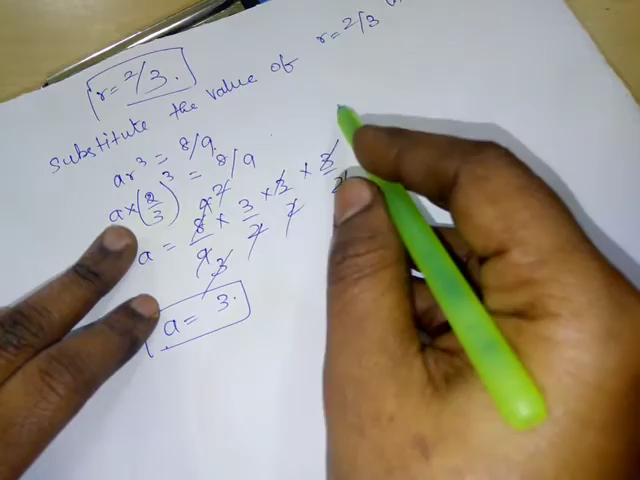 r = 2/3.
substitute the value of r = 2/3
ar³ = 8/9.
a × (2/3)³ = 8/9
a = 8/9 × 3/2 × 3/2 × 3/2
a = 3.